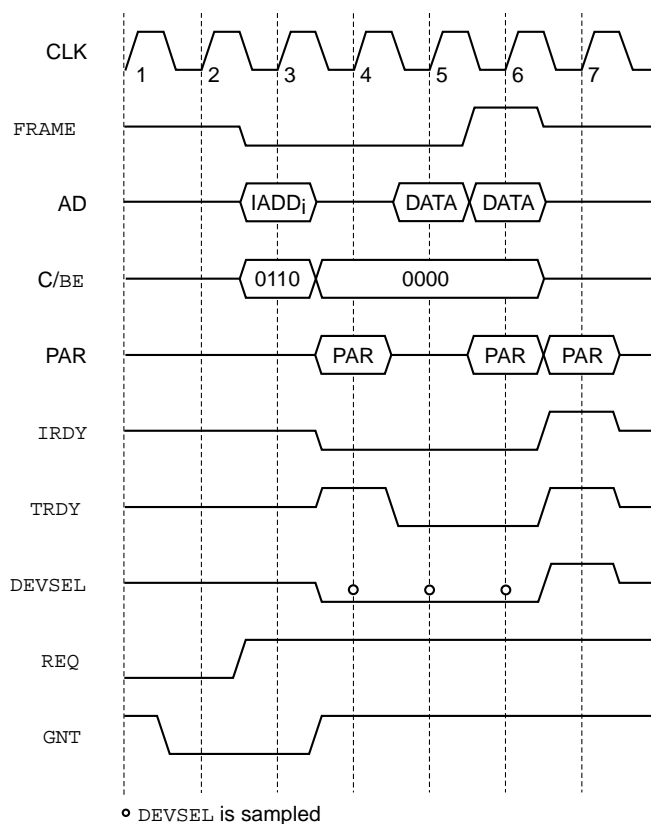 CLK
1 2 3 4 5 6 7
FRAME
AD IADDi DATA DATA
C/BE 0110 0000
PAR PAR PAR PAR
IRDY
TRDY
DEVSEL
REQ
GNT
DEVSEL is sampled